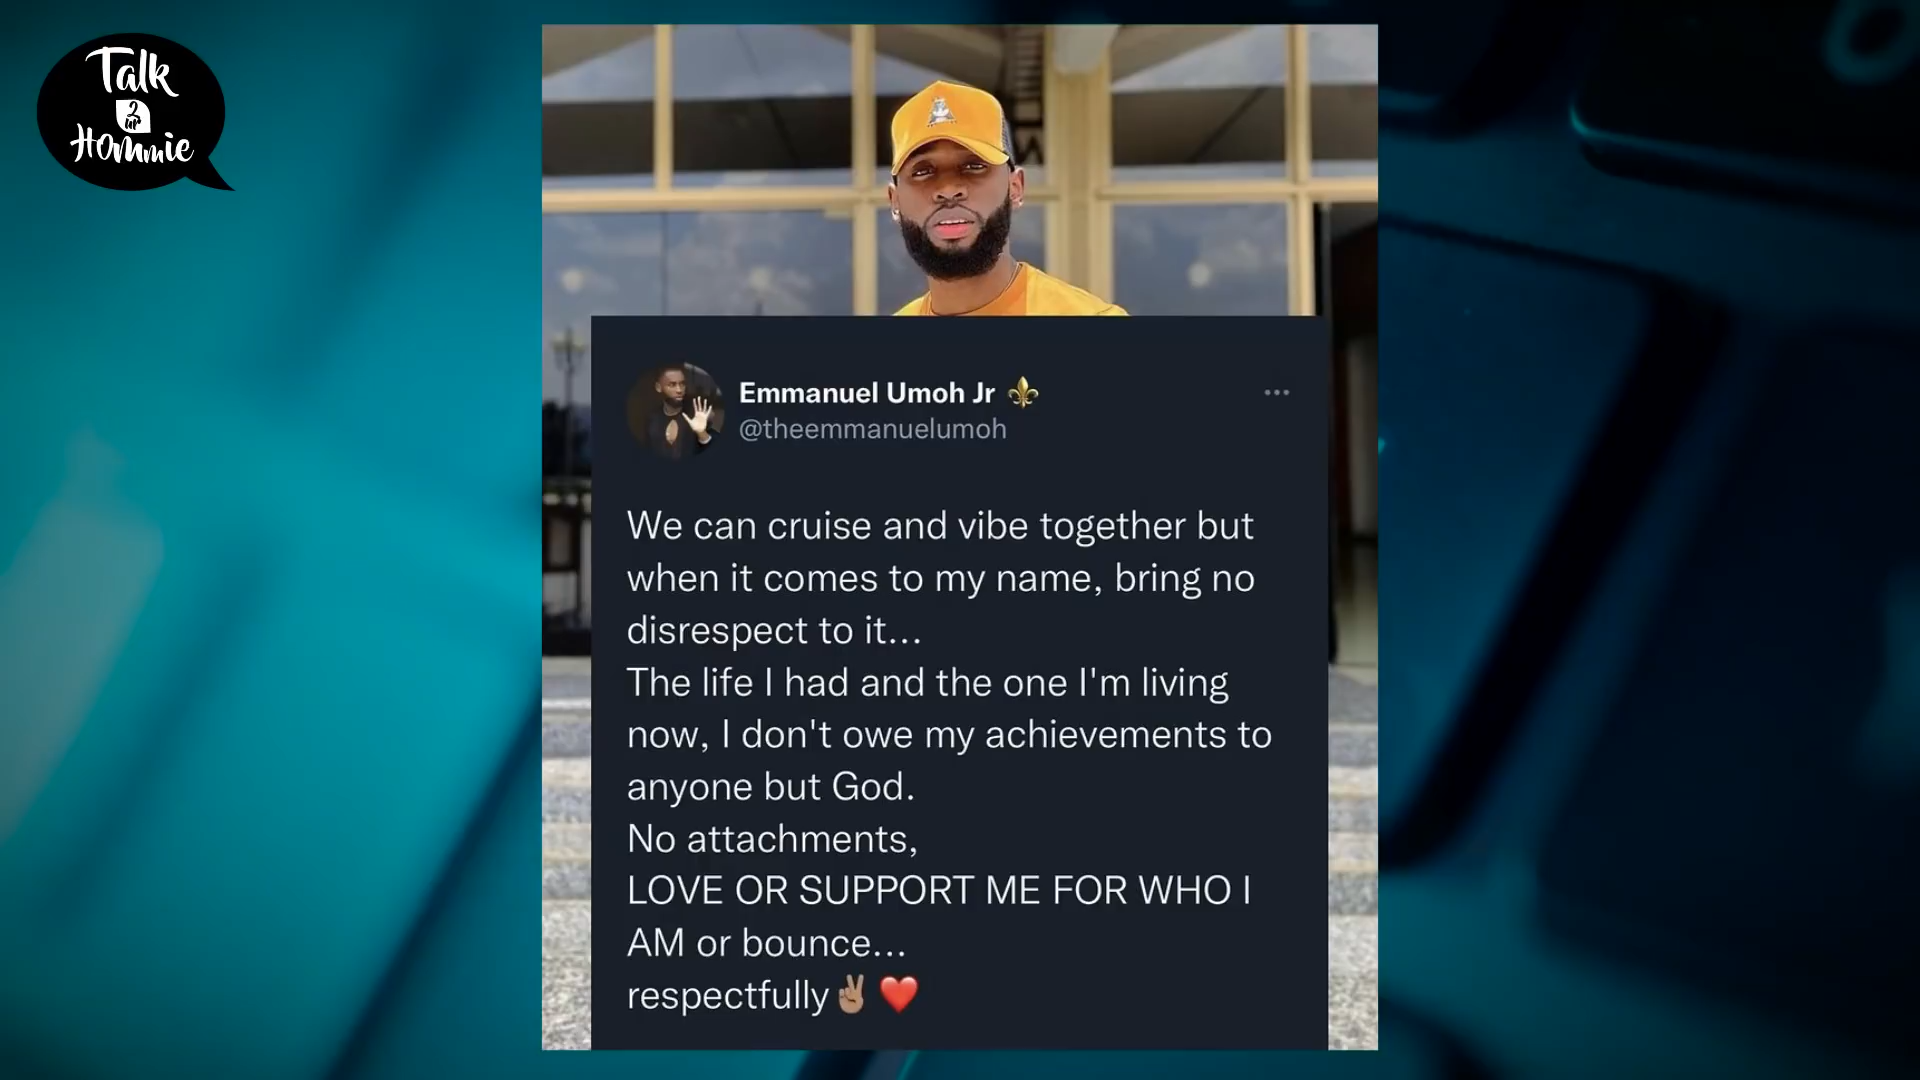 Talk
2
ur
Hommie
Emmanuel Umoh Jr ⚜️
@theemmanuelumoh
We can cruise and vibe together but
when it comes to my name, bring no
disrespect to it...
The life I had and the one I'm living
now, I don't owe my achievements to
anyone but God.
No attachments,
LOVE OR SUPPORT ME FOR WHO I
AM or bounce...
respectfully✌🏽❤️